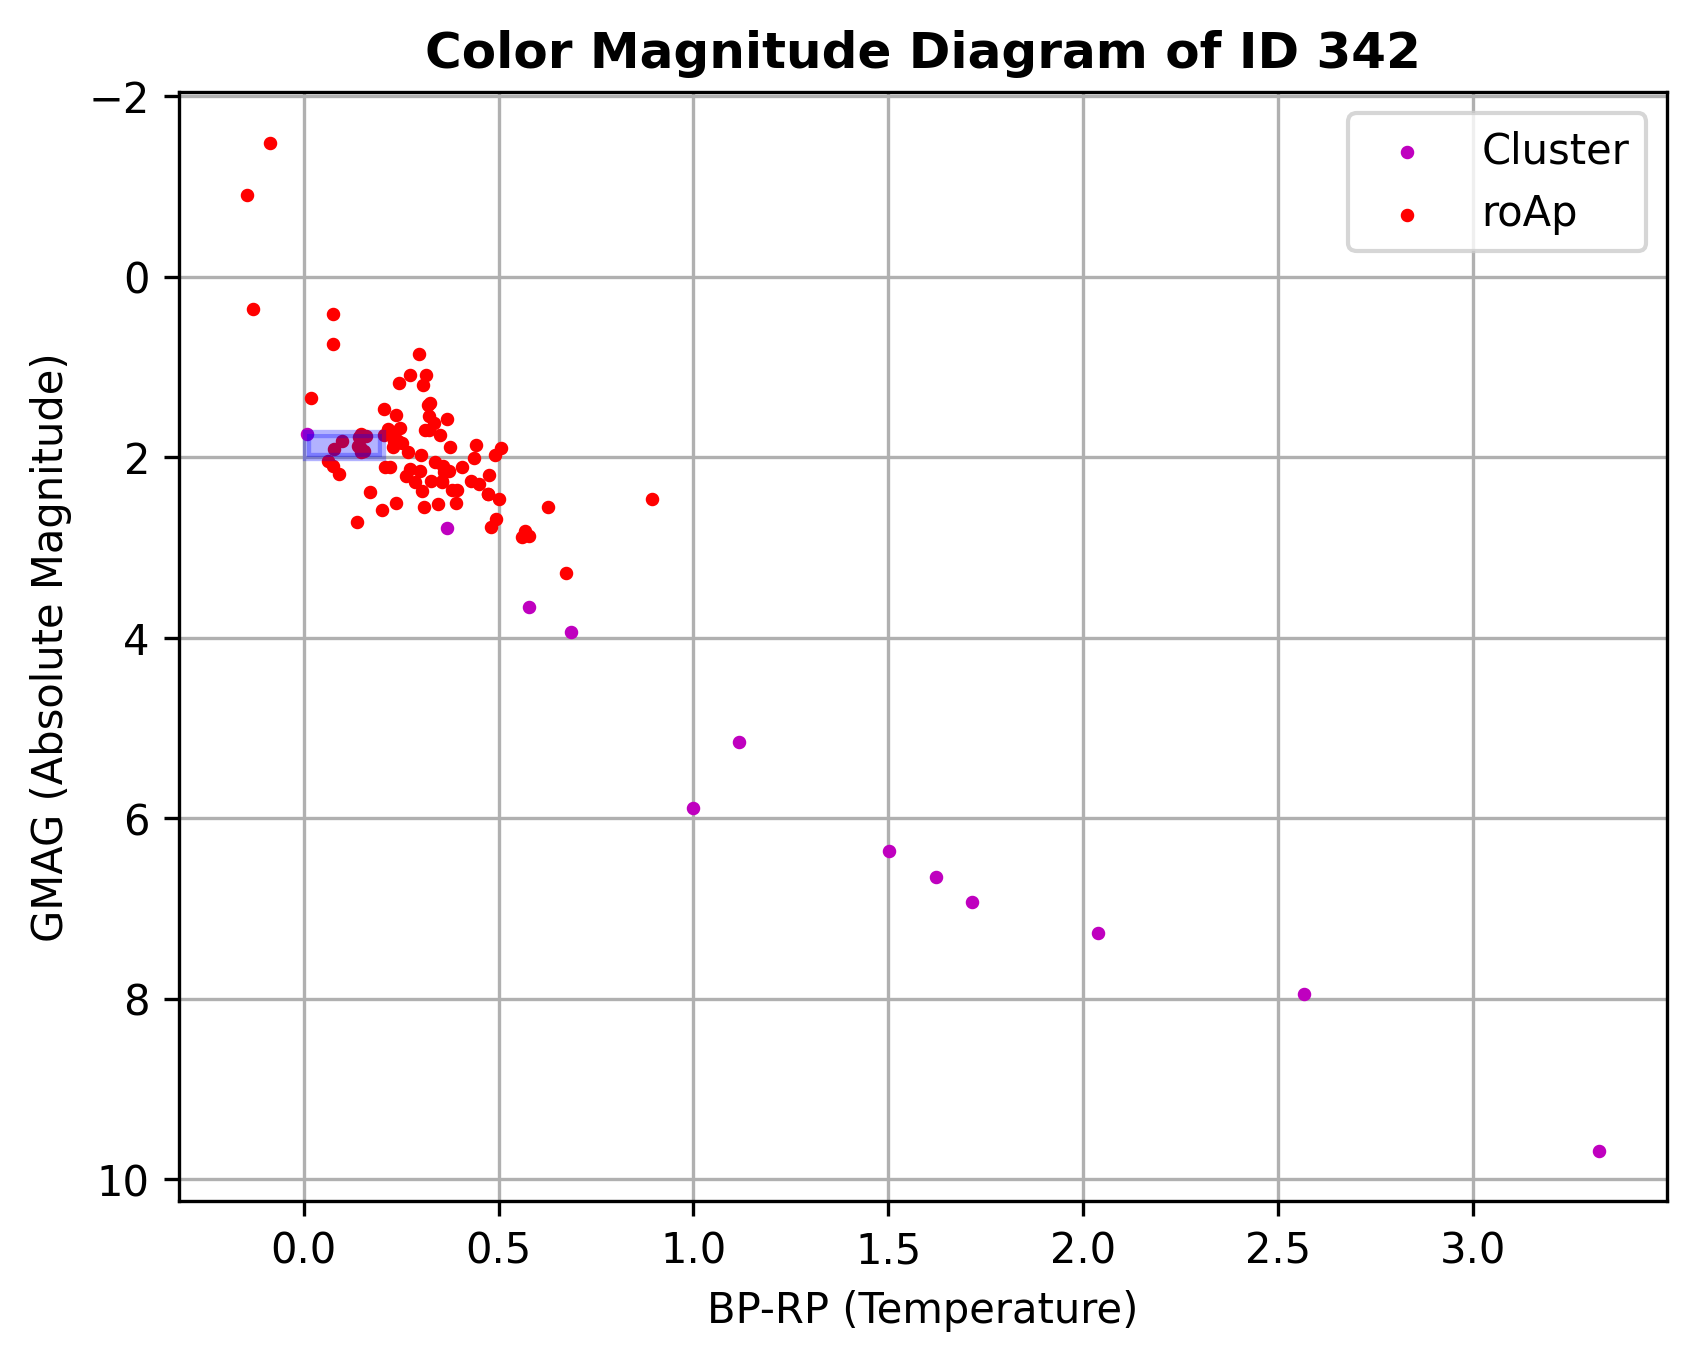 Color Magnitude Diagram of ID 342
Cluster
roAp
GMAG (Absolute Magnitude)
−2
0
2
4
6
8
10
0.0 0.5 1.0 1.5 2.0 2.5 3.0
BP-RP (Temperature)